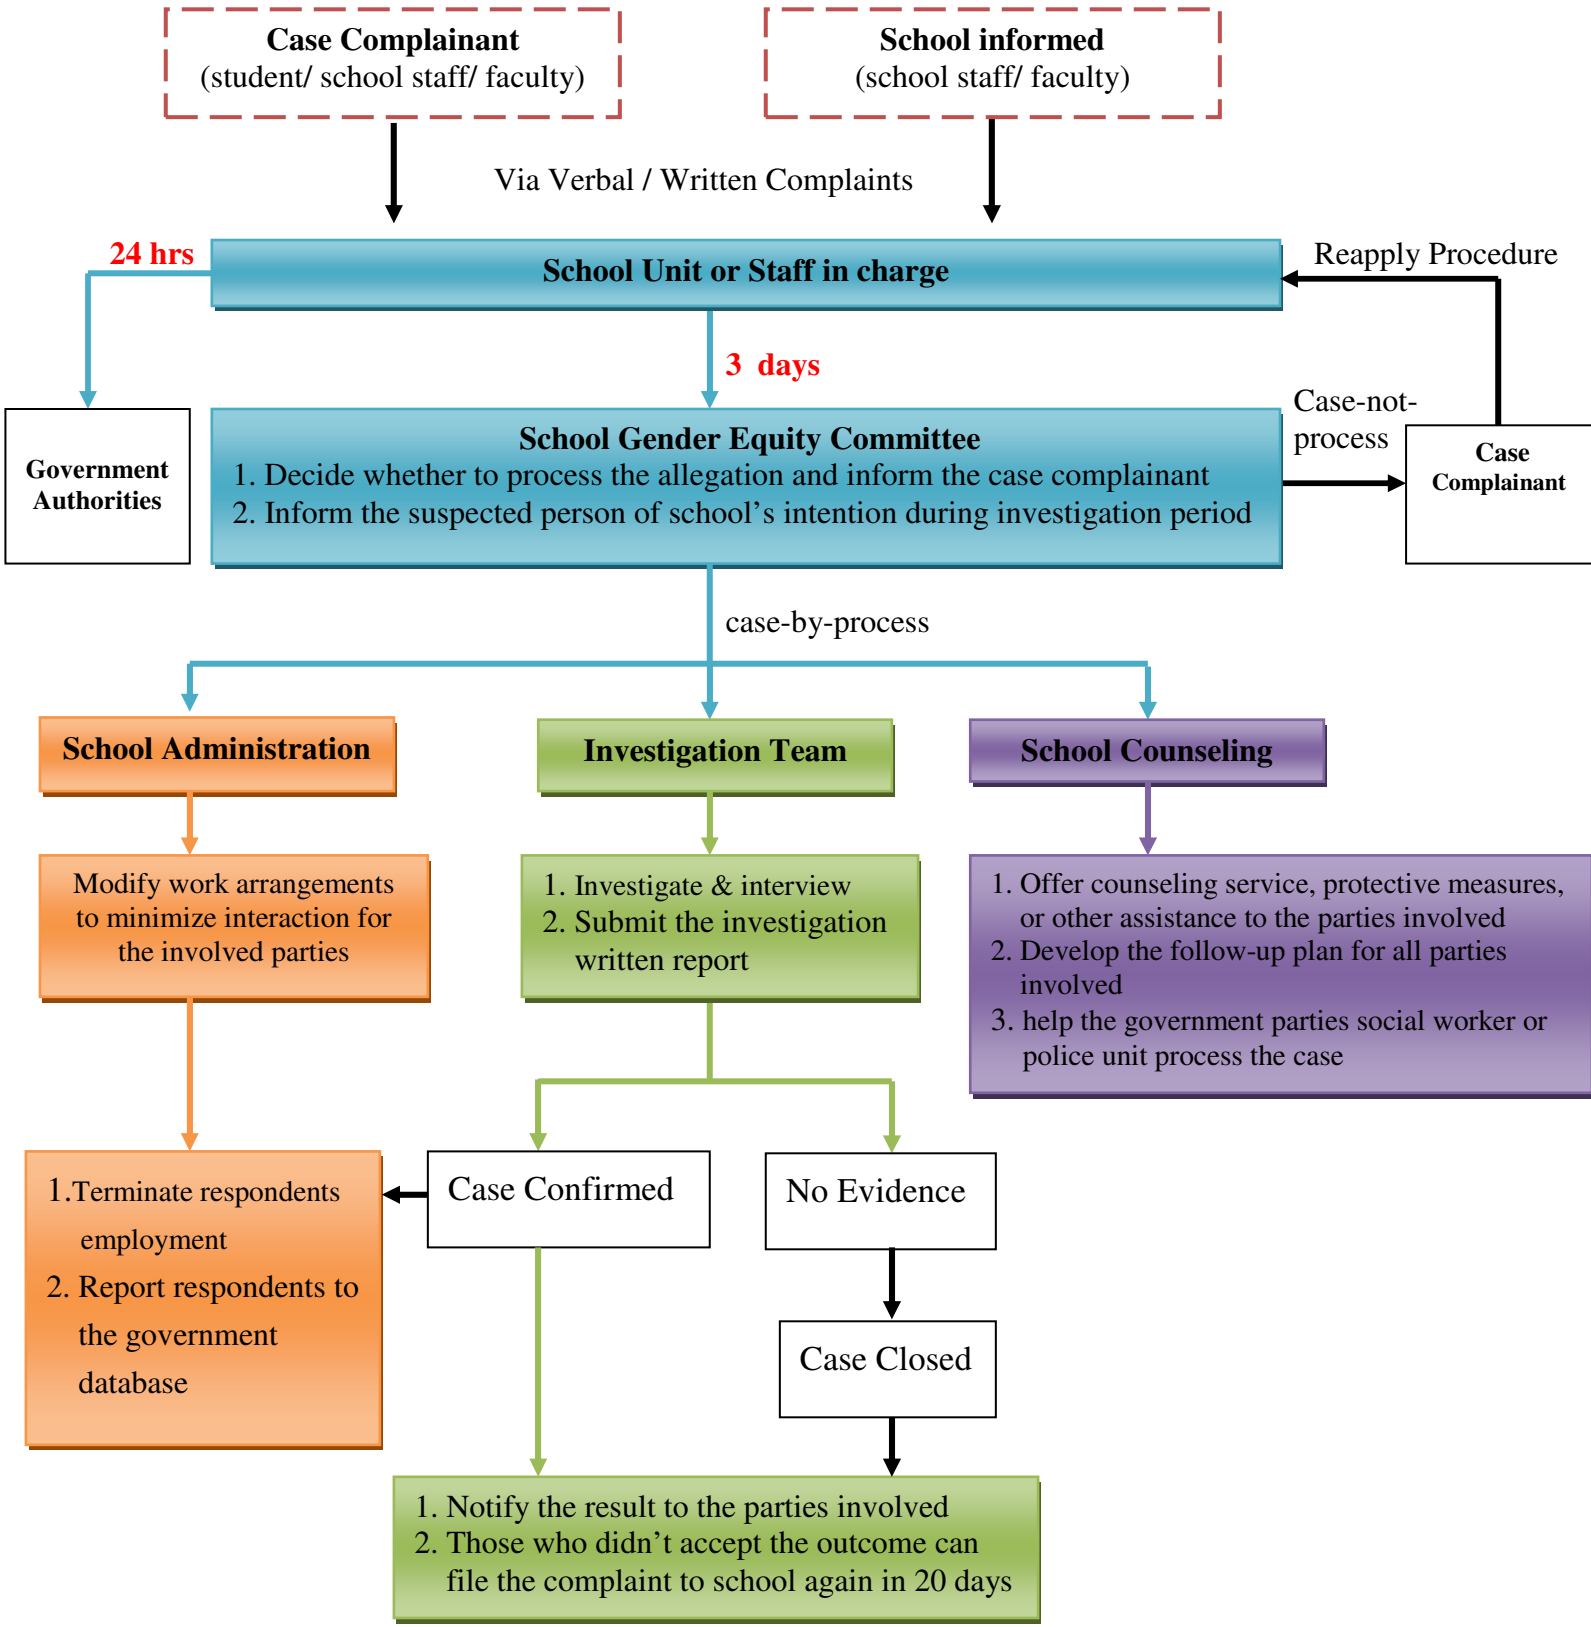 Case Complainant
(student/ school staff/ faculty)
School informed
(school staff/ faculty)
Via Verbal / Written Complaints
24 hrs
School Unit or Staff in charge
Reapply Procedure
3 days
Case-not-
process
Government
Authorities
School Gender Equity Committee
1. Decide whether to process the allegation and inform the case complainant
2. Inform the suspected person of school’s intention during investigation period
Case
Complainant
case-by-process
School Administration
Investigation Team
School Counseling
Modify work arrangements
to minimize interaction for
the involved parties
1. Investigate & interview
2. Submit the investigation
written report
1. Offer counseling service, protective measures,
or other assistance to the parties involved
2. Develop the follow-up plan for all parties
involved
3. help the government parties social worker or
police unit process the case
1.Terminate respondents
employment
2. Report respondents to
the government
database
Case Confirmed
No Evidence
Case Closed
1. Notify the result to the parties involved
2. Those who didn’t accept the outcome can
file the complaint to school again in 20 days